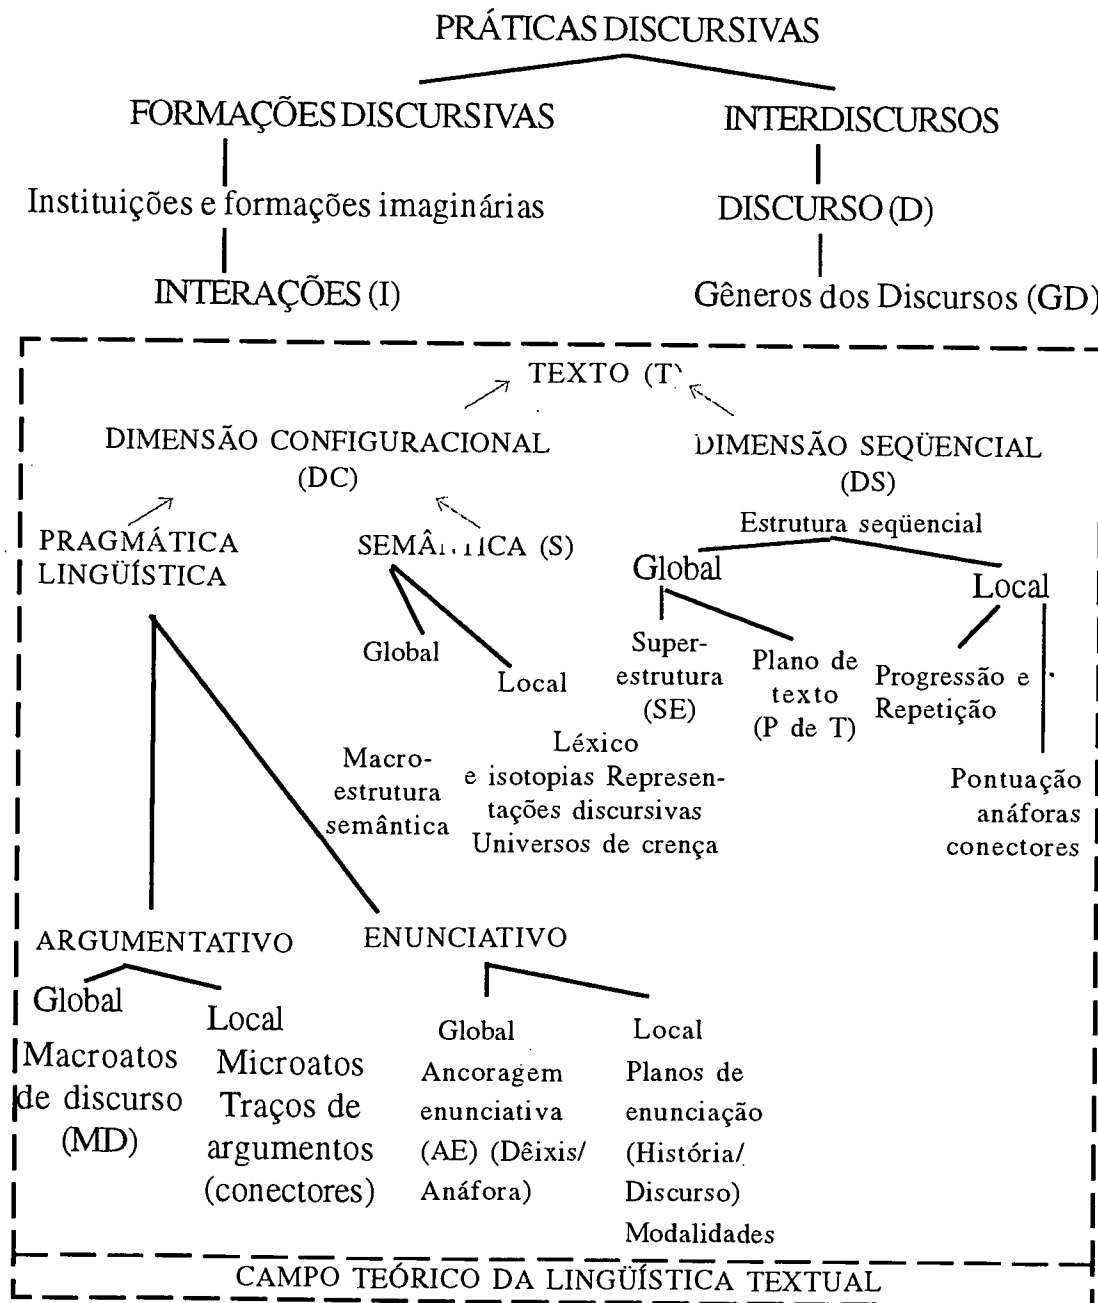 PRÁTICAS DISCURSIVAS
FORMAÇÕES DISCURSIVAS
INTERDISCURSOS
Instituições e formações imaginárias
DISCURSO (D)
INTERAÇÕES (I)
Gêneros dos Discursos (GD)
TEXTO (T)
DIMENSÃO CONFIGURACIONAL
(DC)
DIMENSÃO SEQÜENCIAL
(DS)
PRAGMÁTICA
LINGÜÍSTICA
SEMÂNTICA (S)
Estrutura seqüencial
Global
Local
Global
Local
Super-
estrutura
(SE)
Plano de
texto
(P de T)
Progressão e
Repetição
Macro-
estrutura
semântica
Léxico
e isotopias Represen-
tações discursivas
Universos de crença
Pontuação
anáforas
conectores
ARGUMENTATIVO
ENUNCIATIVO
Global
Macroatos
de discurso
(MD)
Local
Microatos
Traços de
argumentos
(conectores)
Global
Ancoragem
enunciativa
(AE) (Dêixis/
Anáfora)
Local
Planos de
enunciação
(História/
Discurso)
Modalidades
CAMPO TEÓRICO DA LINGÜÍSTICA TEXTUAL